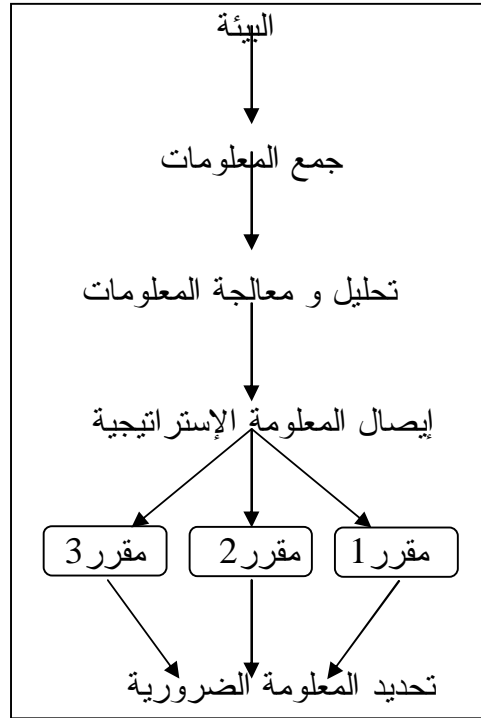 البيئة
جمع المعلومات
تحليل و معالجة المعلومات
إيصال المعلومة الإستراتيجية
مقرر1 مقرر2 مقرر3
تحديد المعلومة الضرورية